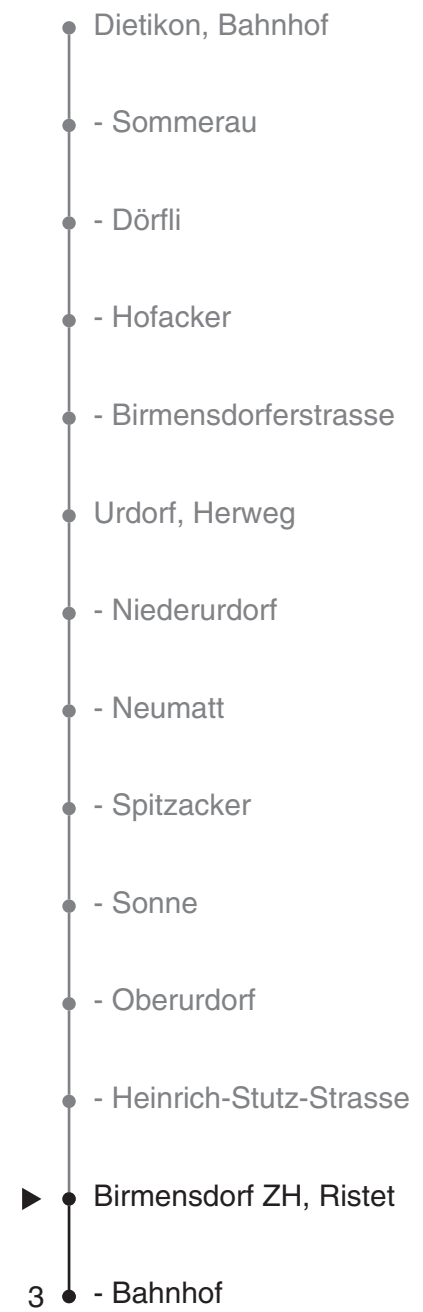 Dietikon, Bahnhof
- Sommerau
- Dörfli
- Hofacker
- Birmensdorferstrasse
Urdorf, Herweg
- Niederurdorf
- Neumatt
- Spitzacker
- Sonne
- Oberurdorf
- Heinrich-Stutz-Strasse
Birmensdorf ZH, Ristet
3 - Bahnhof